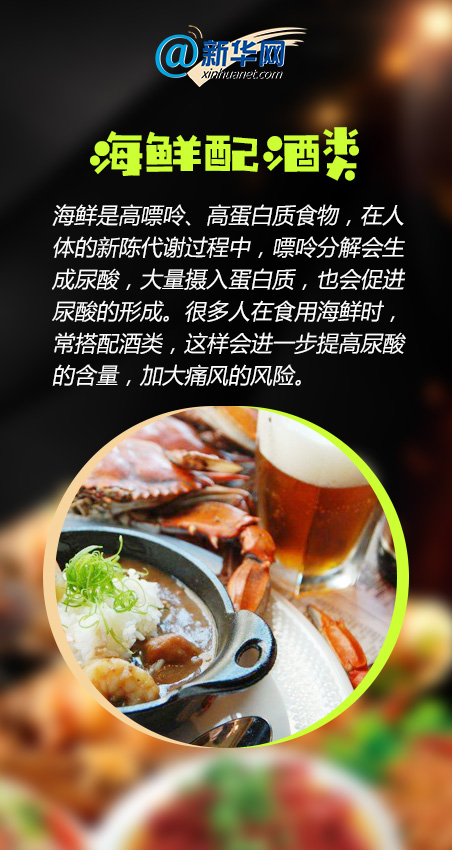 @新华网
xinhuanet.com
海鲜配酒类
海鲜是高嘌呤、高蛋白质食物，在人
体的新陈代谢过程中，嘌呤分解会生
成尿酸，大量摄入蛋白质，也会促进
尿酸的形成。很多人在食用海鲜时，
常搭配酒类，这样会进一步提高尿酸
的含量，加大痛风的风险。